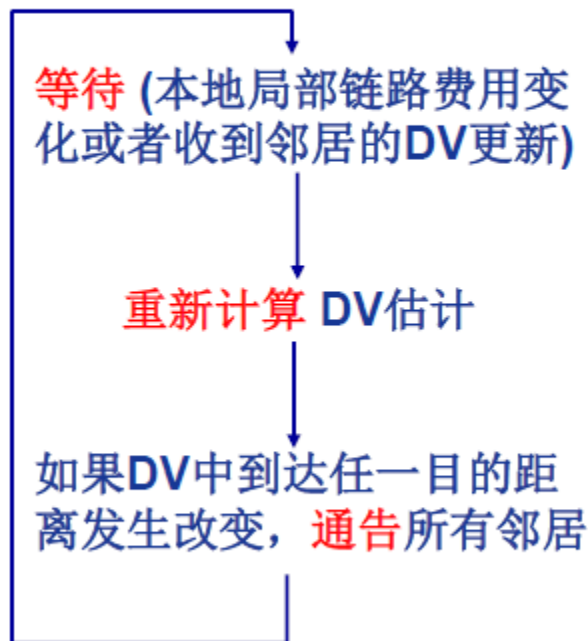 等待 (本地局部链路费用变
化或者收到邻居的DV更新)
重新计算 DV估计
如果DV中到达任一目的距
离发生改变，通告所有邻居